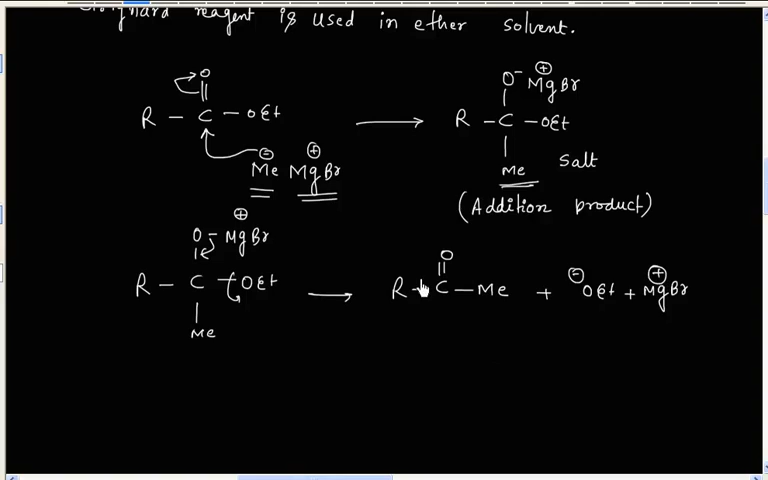 reagent is used in ether solvent.
O O⁻ ⊕MgBr
R - C - OEt ⟶ R - C - OEt
⊖Me ⊕MgBr Me salt
(Addition product)
O - ⊕MgBr O
R - C - OEt ⟶ R - C - Me + ⊖OEt + ⊕MgBr
Me